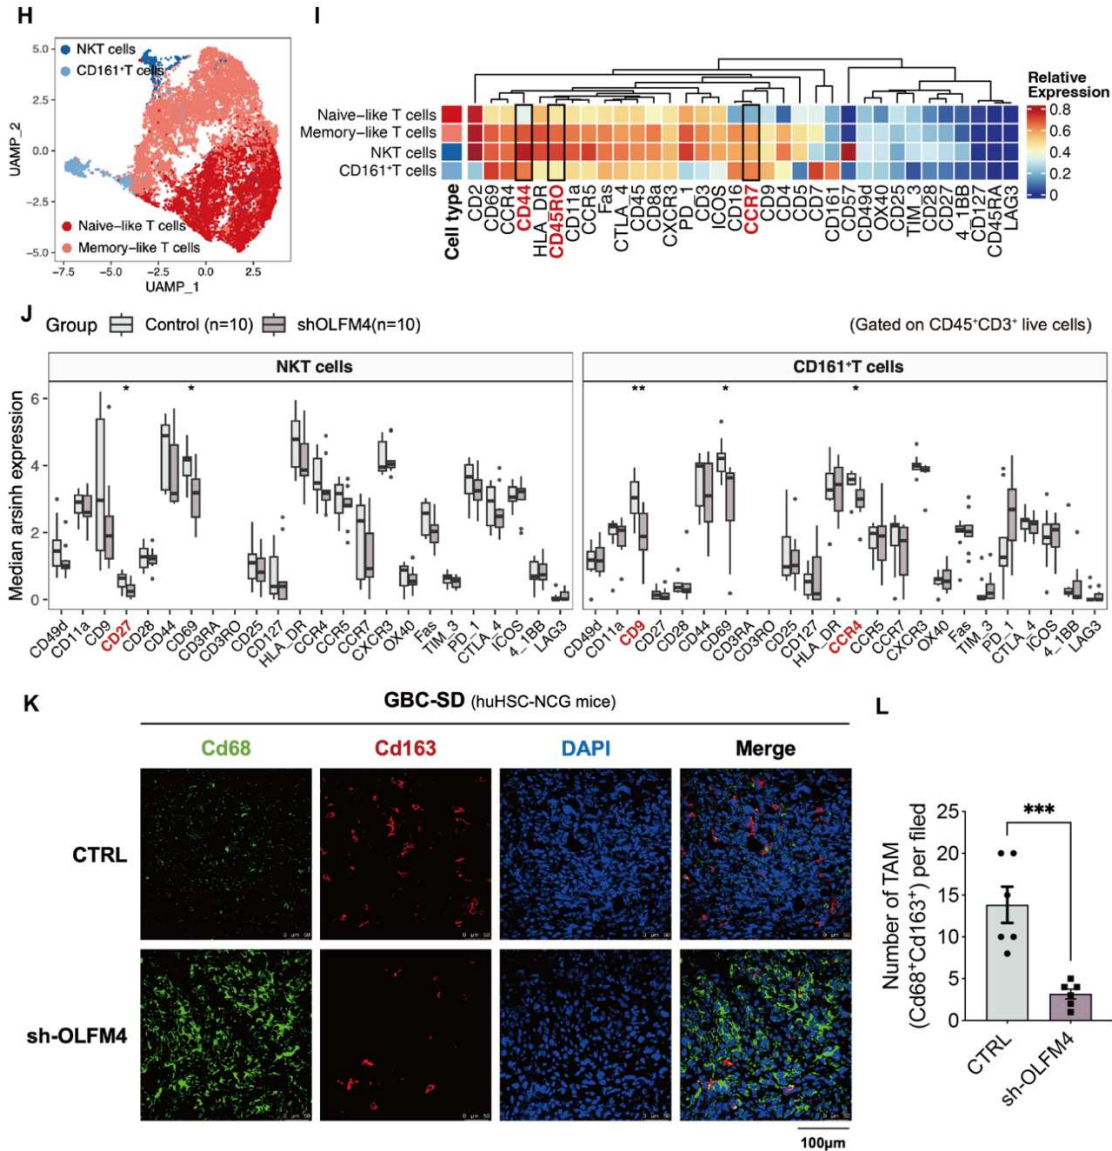 H
UAMP_2
5.0
2.5
0.0
−2.5
−5.0
NKT cells
CD161⁺T cells
Naive−like T cells
Memory−like T cells
−7.5 −5.0 −2.5 0.0 2.5
UAMP_1
I
Relative
Expression
0.8
0.6
0.4
0.2
0
Naive−like T cells
Memory−like T cells
NKT cells
CD161⁺T cells
Cell type
CD2
CD69
CCR4
CD44
HLA_DR
CD45RO
CD11a
CCR5
Fas
CTLA_4
CD45
CD8a
CXCR3
PD_1
CD3
ICOS
CD16
CCR7
CD9
CD4
CD5
CD7
CD161
CD57
CD49d
OX40
CD25
TIM_3
CD28
CD27
4_1BB
CD127
CD45RA
LAG3
J
Group Control (n=10) shOLFM4(n=10)
(Gated on CD45⁺CD3⁺ live cells)
NKT cells
CD161⁺T cells
* * ** * *
Median arsinh expression
6
4
2
0
CD49d
CD11a
CD9
CD27
CD28
CD44
CD69
CD3RA
CD3RO
CD25
CD127
HLA_DR
CCR4
CCR5
CCR7
CXCR3
OX40
Fas
TIM_3
PD_1
CTLA_4
ICOS
4_1BB
LAG3
CD49d
CD11a
CD9
CD27
CD28
CD44
CD69
CD3RA
CD3RO
CD25
CD127
HLA_DR
CCR4
CCR5
CCR7
CXCR3
OX40
Fas
TIM_3
PD_1
CTLA_4
ICOS
4_1BB
LAG3
K
GBC-SD (huHSC-NCG mice)
Cd68 Cd163 DAPI Merge
CTRL
sh-OLFM4
100μm
L
Number of TAM
(Cd68⁺Cd163⁺) per filed
25
20
15
10
5
0
***
CTRL
sh-OLFM4